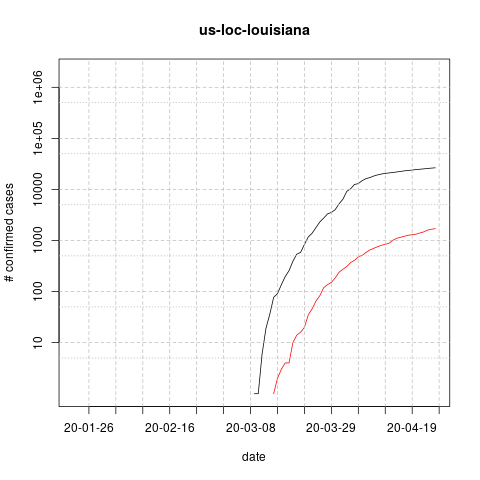 us-loc-louisiana
# confirmed cases
1e+06
1e+05
10000
1000
100
10
20-01-26 20-02-16 20-03-08 20-03-29 20-04-19
date